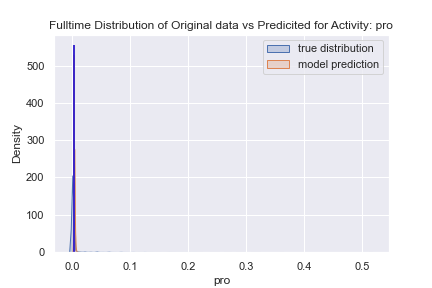 Fulltime Distribution of Original data vs Predicited for Activity: pro
true distribution
model prediction
500
400
300
200
100
0
Density
0.0 0.1 0.2 0.3 0.4 0.5
pro